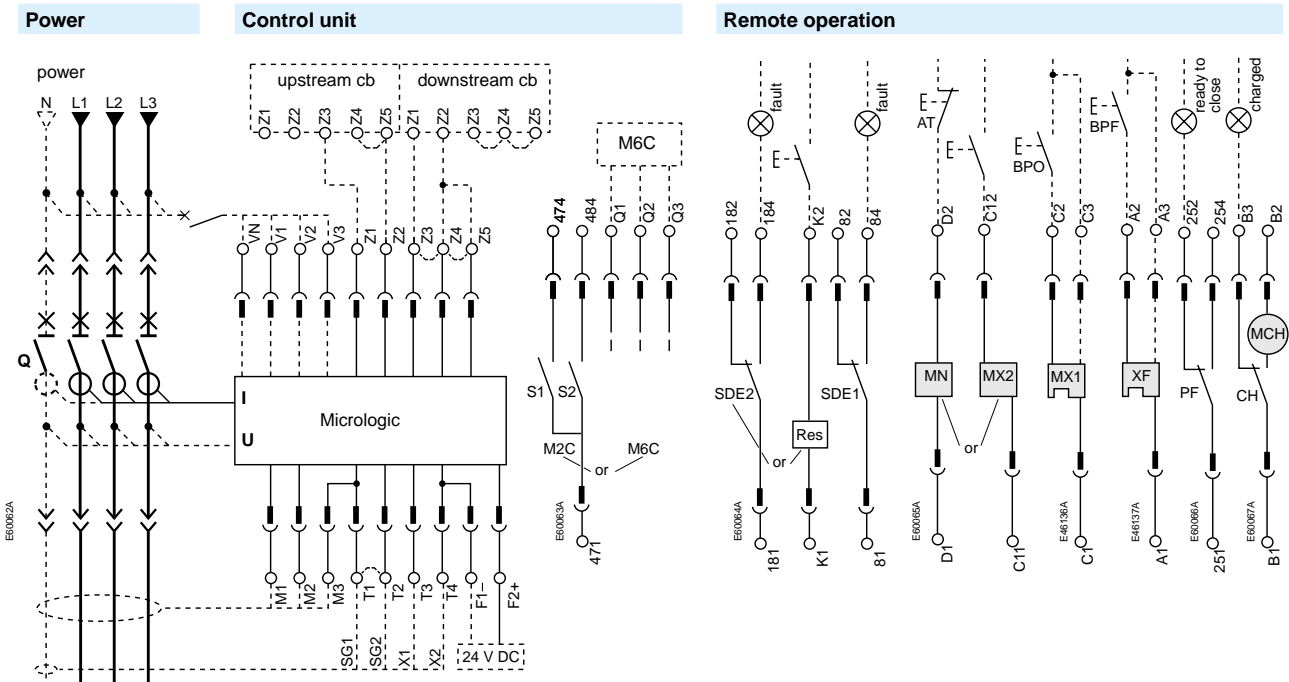 Power
Control unit
Remote operation
power
N L1 L2 L3
upstream cb
downstream cb
Z1 Z2 Z3 Z4 Z5 Z1 Z2 Z3 Z4 Z5
M6C
fault
fault
AT
BPO
BPF
ready to close
charged
VN V1 V2 V3 Z1 Z2 Z3 Z4 Z5
474 484 Q1 Q2 Q3
182 184 K2 82 84
D2 C12 C2 C3 A2 A3 252 254 B3 B2
Q
I
U
Micrologic
S1 S2
M2C or M6C
SDE2
or
Res
SDE1
MN
or
MX2
MX1
XF
PF
CH
MCH
E60062A
E60063A
E60064A
E60065A
E46136A
E46137A
E60066A
E60067A
471
181 K1 81
D1 C11 C1 A1 251 B1
M1 M2 M3 T1 T2 T3 T4 F1– F2+
SG1 SG2 X1 X2
24 V DC